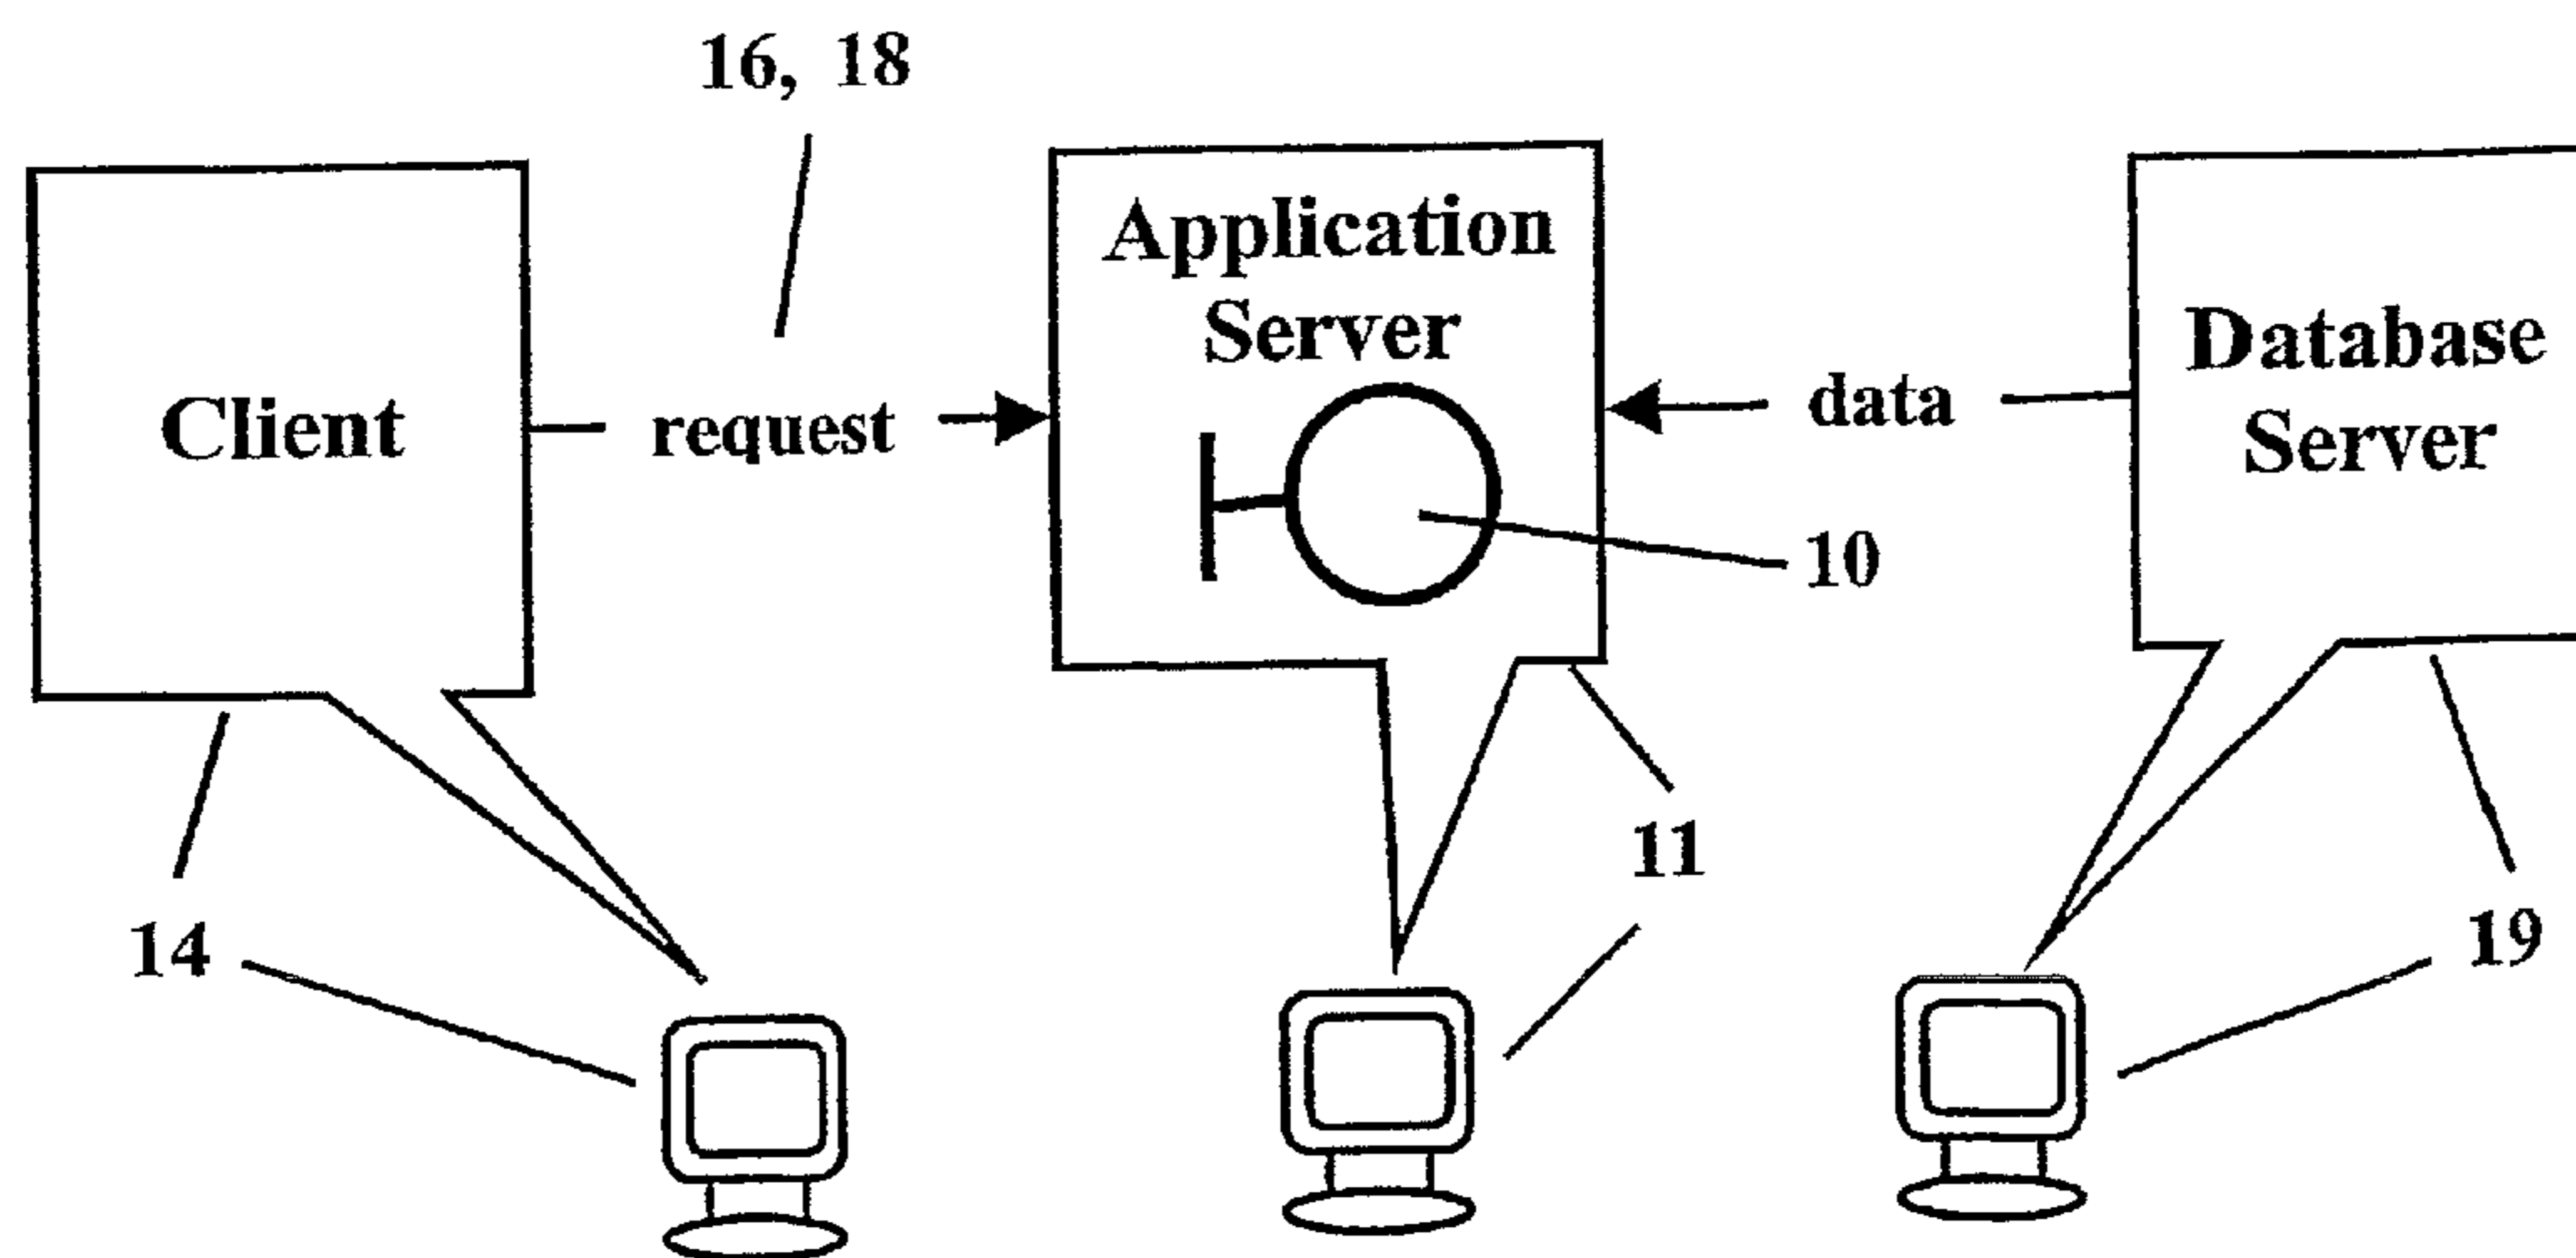 16, 18
Client
request
Application
Server
data
Database
Server
10
11
14
19